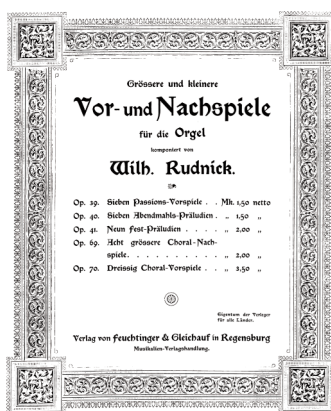 Grössere und kleinere
Vor- und Nachspiele
für die Orgel
komponiert von
Wilh. Rudnick.
Op. 39. Sieben Passions-Vorspiele . . Mk. 1,50 netto
Op. 40. Sieben Abendmahls-Präludien . „ 1,50 „
Op. 41. Neun Fest-Präludien . . . . . „ 2,00 „
Op. 69. Acht grössere Choral-Nach-
spiele. . . . . . . . . . . „ 2,00 „
Op. 70. Dreissig Choral-Vorspiele . . . „ 3,50 „
Eigentum der Verleger
für alle Länder.
Verlag von Feuchtinger & Gleichauf in Regensburg
Musikalien-Verlagshandlung.